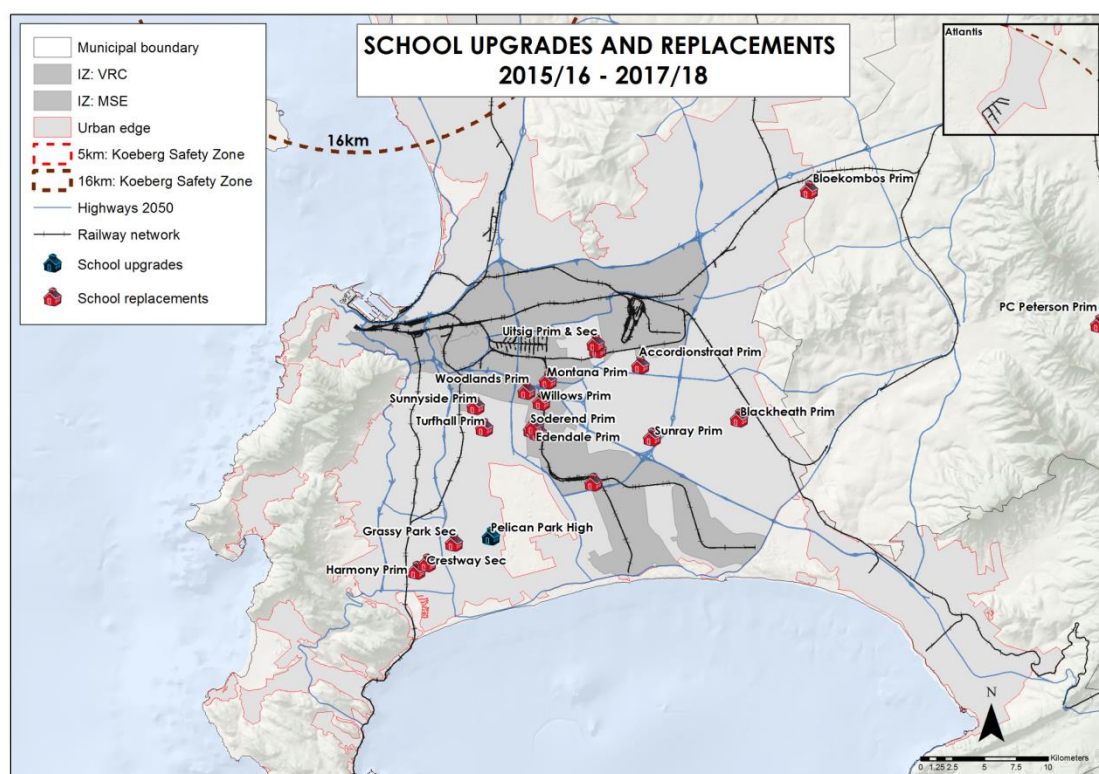 SCHOOL UPGRADES AND REPLACEMENTS
2015/16 - 2017/18
Municipal boundary
IZ: VRC
IZ: MSE
Urban edge
5km: Koeberg Safety Zone
16km: Koeberg Safety Zone
Highways 2050
Railway network
School upgrades
School replacements
Atlantis
16km
Bloekombos Prim
PC Peterson Prim
Uitsig Prim & Sec
Accordionstraat Prim
Montana Prim
Woodlands Prim
Willows Prim
Sunnyside Prim
Turfhall Prim
Soderend Prim
Edendale Prim
Sunray Prim
Blackheath Prim
Grassy Park Sec
Pelican Park High
Crestway Sec
Harmony Prim
N
Kilometers
0 1.25 2.5 5 7.5 10